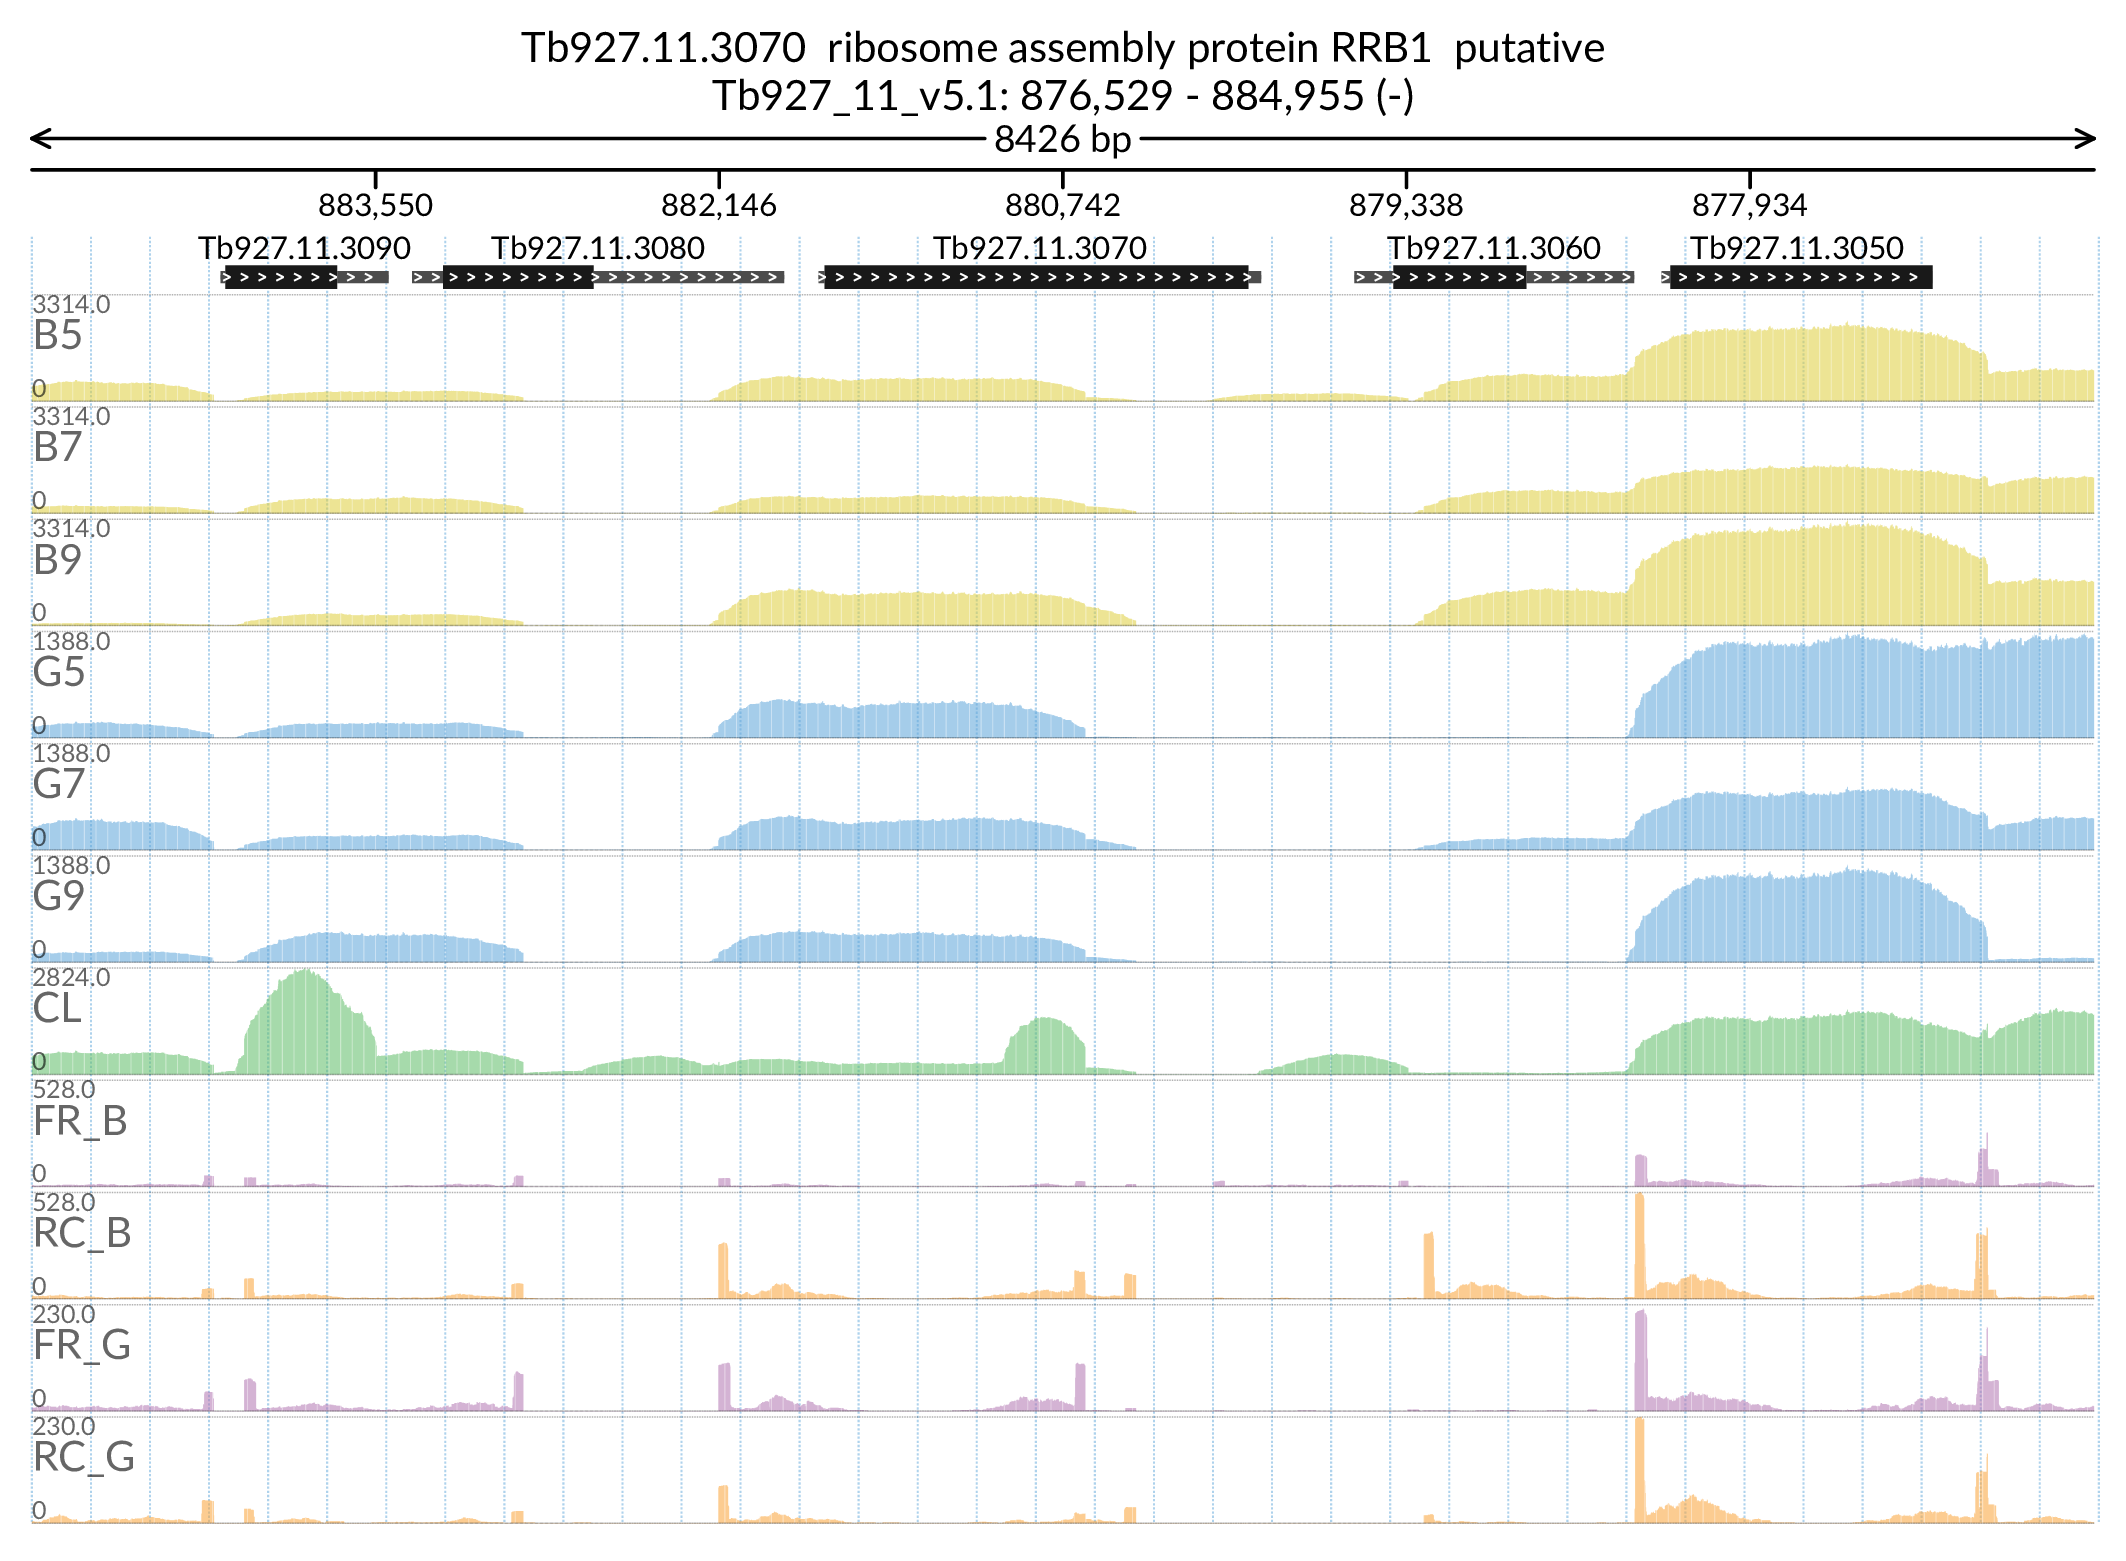 Tb927.11.3070 ribosome assembly protein RRB1 putative
Tb927_11_v5.1: 876,529 - 884,955 (-)
8426 bp
883,550 882,146 880,742 879,338 877,934
Tb927.11.3090 Tb927.11.3080 Tb927.11.3070 Tb927.11.3060 Tb927.11.3050
3314.0
B5
0
3314.0
B7
0
3314.0
B9
0
1388.0
G5
0
1388.0
G7
0
1388.0
G9
0
2824.0
CL
0
528.0
FR_B
0
528.0
RC_B
0
230.0
FR_G
0
230.0
RC_G
0